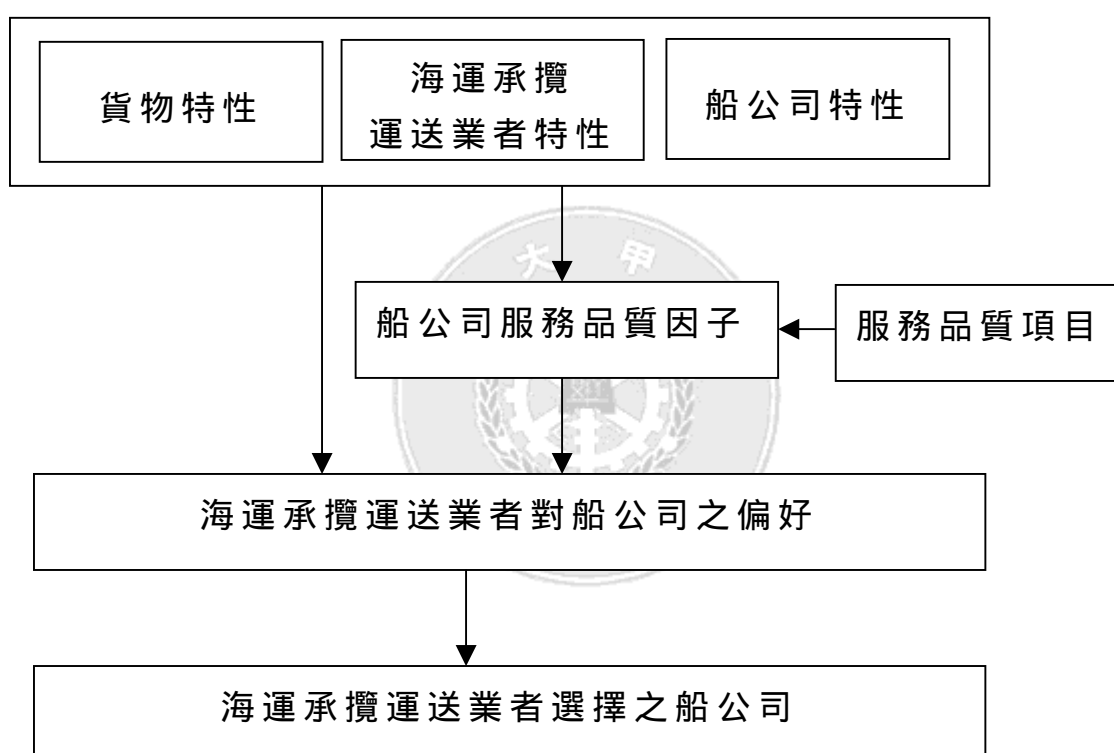 貨物特性
海運承攬
運送業者特性
船公司特性
大甲
船公司服務品質因子
服務品質項目
海運承攬運送業者對船公司之偏好
海運承攬運送業者選擇之船公司